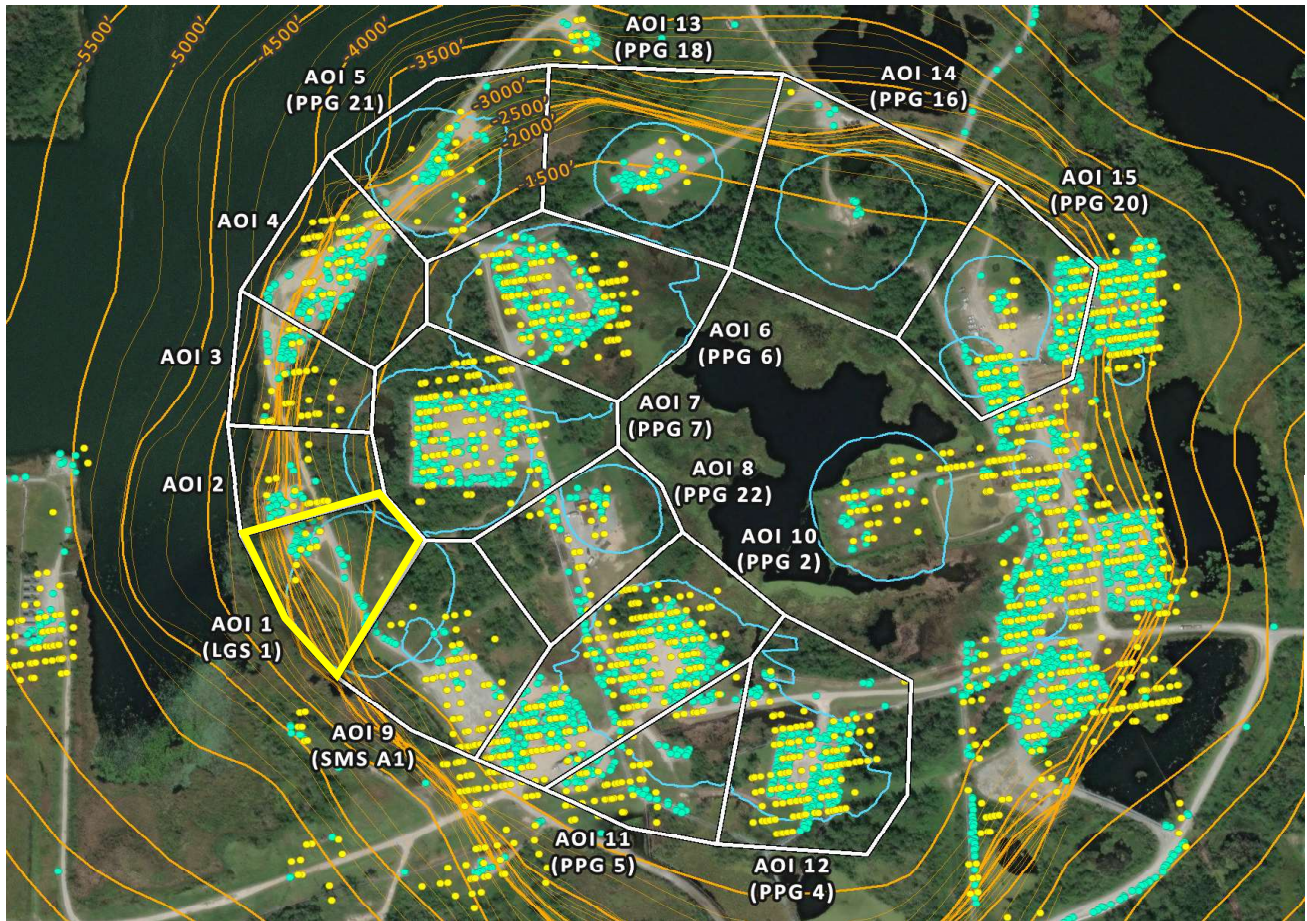 -5500'
-5000'
-4500'
-4000'
-3500'
-3000'
-2500'
-2000'
-1500'
AOI 13
(PPG 18)
AOI 5
(PPG 21)
AOI 14
(PPG 16)
AOI 15
(PPG 20)
AOI 4
AOI 3
AOI 6
(PPG 6)
AOI 7
(PPG 7)
AOI 2
AOI 8
(PPG 22)
AOI 10
(PPG 2)
AOI 1
(LGS 1)
AOI 9
(SMS A1)
AOI 11
(PPG 5)
AOI 12
(PPG 4)